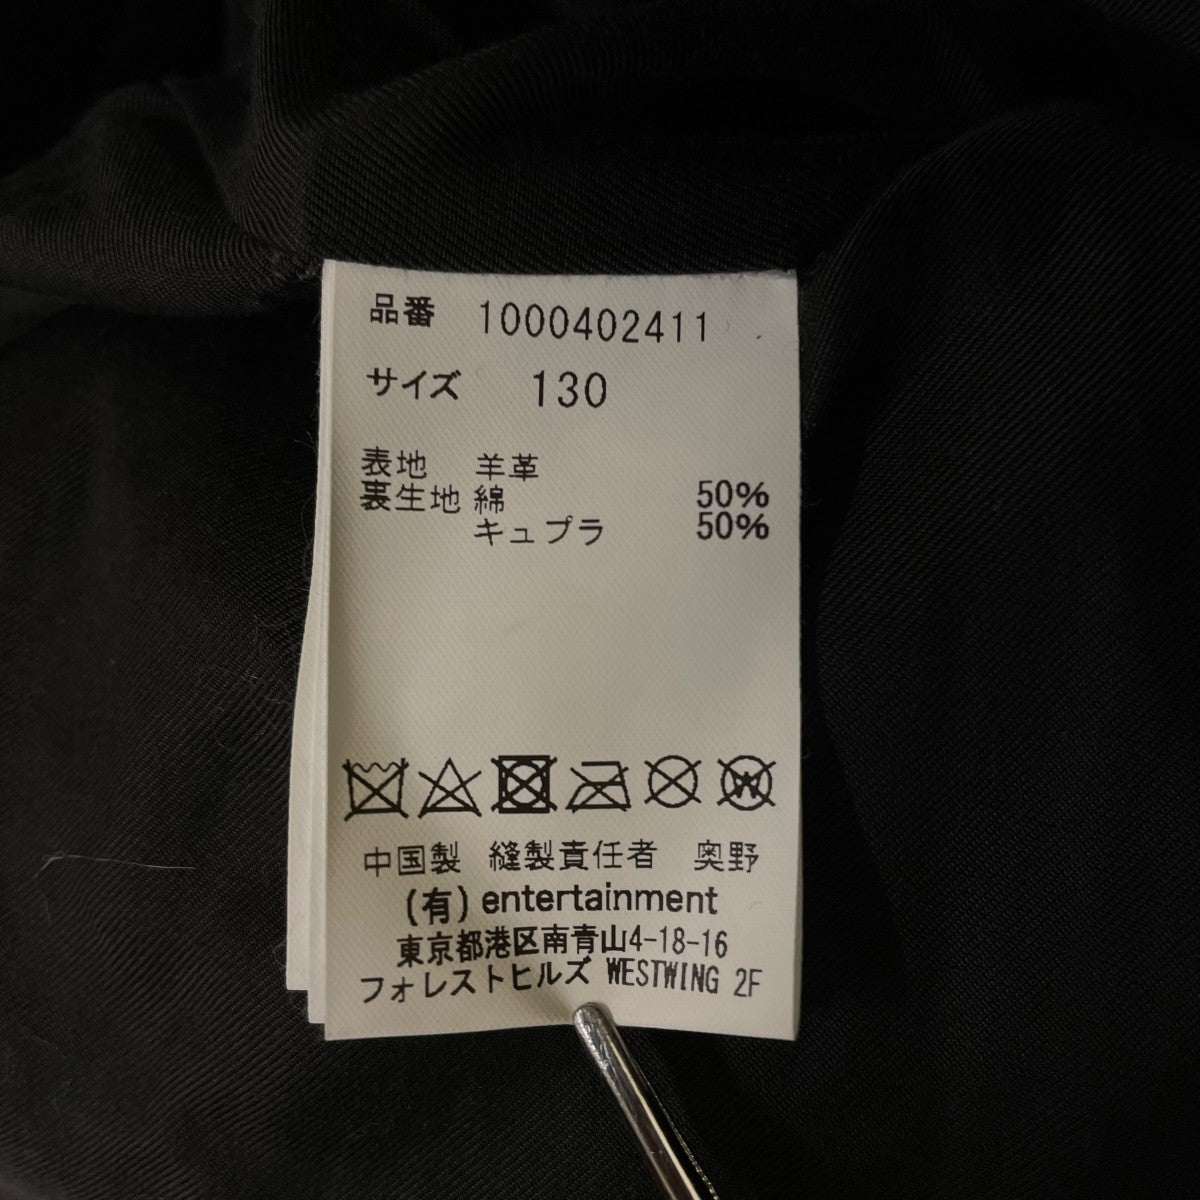 品番 1000402411
サイズ 130
表地 羊革
裏生地 綿 50%
キュプラ 50%
中国製 縫製責任者 奥野
(有) entertainment
東京都港区南青山4-18-16
フォレストヒルズ WESTWING 2F